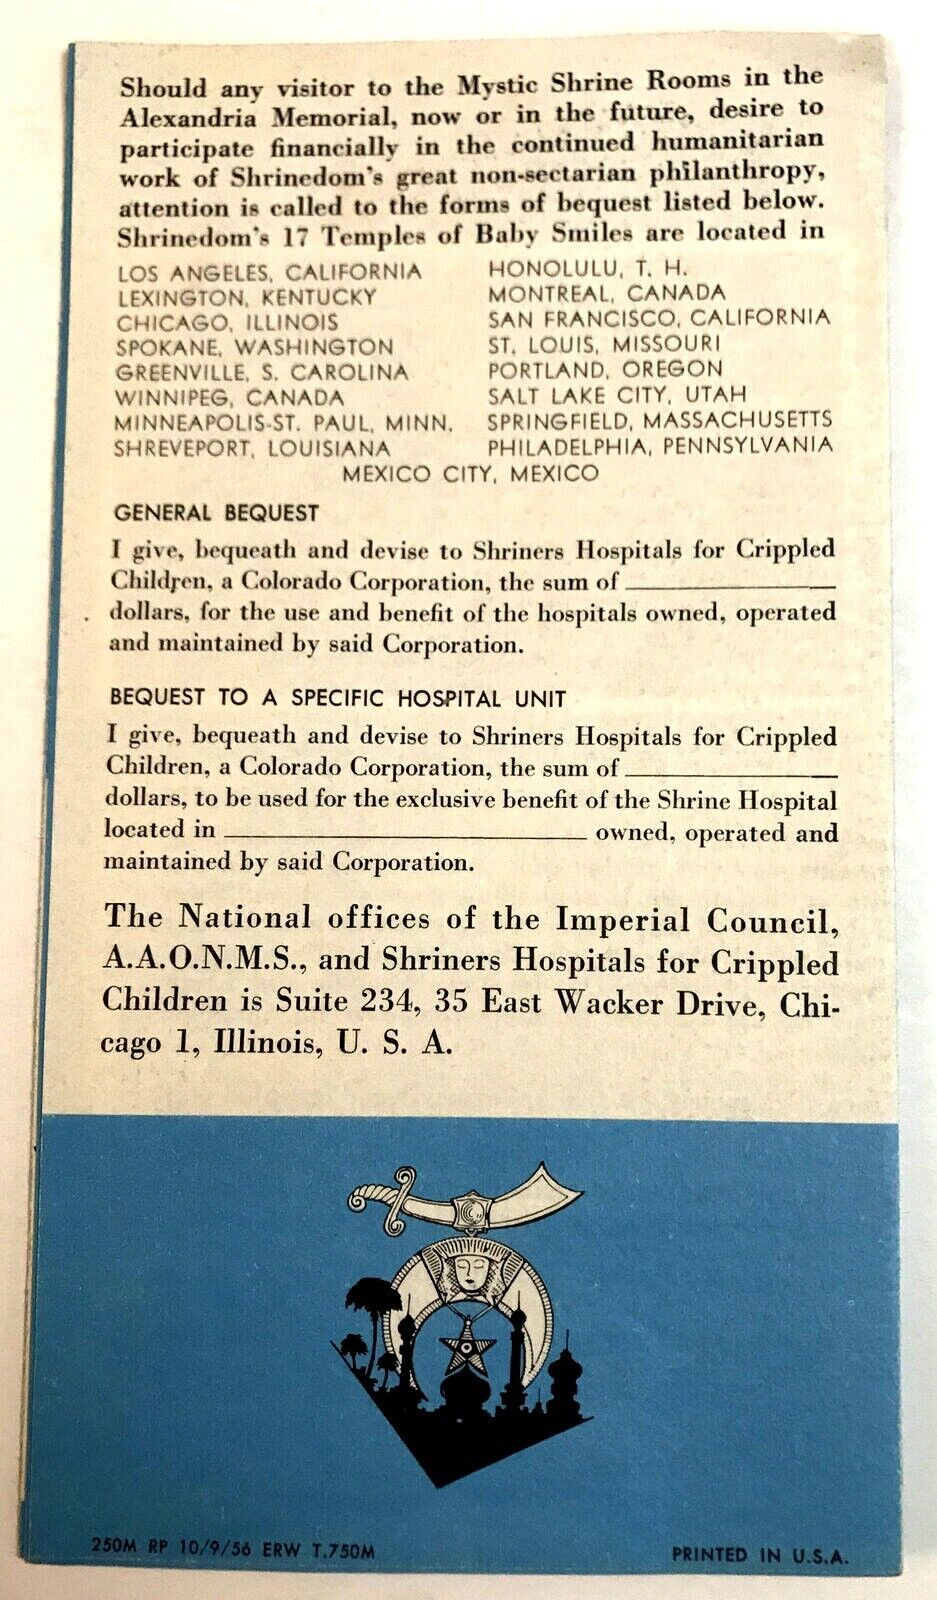 Should any visitor to the Mystic Shrine Rooms in the
Alexandria Memorial, now or in the future, desire to
participate financially in the continued humanitarian
work of Shrinedom's great non-sectarian philanthropy,
attention is called to the forms of bequest listed below.
Shrinedom's 17 Temples of Baby Smiles are located in
LOS ANGELES, CALIFORNIA
LEXINGTON, KENTUCKY
CHICAGO, ILLINOIS
SPOKANE, WASHINGTON
GREENVILLE, S. CAROLINA
WINNIPEG, CANADA
MINNEAPOLIS-ST. PAUL, MINN.
SHREVEPORT, LOUISIANA
HONOLULU, T. H.
MONTREAL, CANADA
SAN FRANCISCO, CALIFORNIA
ST. LOUIS, MISSOURI
PORTLAND, OREGON
SALT LAKE CITY, UTAH
SPRINGFIELD, MASSACHUSETTS
PHILADELPHIA, PENNSYLVANIA
MEXICO CITY, MEXICO
GENERAL BEQUEST
I give, bequeath and devise to Shriners Hospitals for Crippled
Children, a Colorado Corporation, the sum of
dollars, for the use and benefit of the hospitals owned, operated
and maintained by said Corporation.
BEQUEST TO A SPECIFIC HOSPITAL UNIT
I give, bequeath and devise to Shriners Hospitals for Crippled
Children, a Colorado Corporation, the sum of
dollars, to be used for the exclusive benefit of the Shrine Hospital
located in owned, operated and
maintained by said Corporation.
The National offices of the Imperial Council,
A.A.O.N.M.S., and Shriners Hospitals for Crippled
Children is Suite 234, 35 East Wacker Drive, Chi-
cago 1, Illinois, U. S. A.
250M RP 10/9/56 ERW T.750M
PRINTED IN U.S.A.